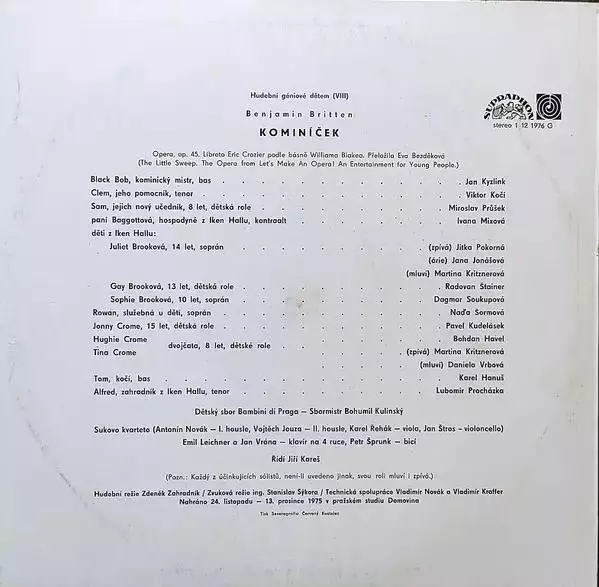 Hudební géniové dětem (VIII)
Benjamin Britten
KOMINÍČEK
SUPRAPHON
stereo 1 12 1976 G
Opera, op. 45. Libreto Eric Crozier podle básně Williama Blakea. Přeložila Eva Bezděková
(The Little Sweep. The Opera from Let's Make An Opera! An Entertainment for Young People.)
Black Bob, kominický mistr, bas . . . . . . . . . . . Jan Kyzlink
Clem, jeho pomocník, tenor . . . . . . . . . . . Viktor Kočí
Sam, jejich nový učedník, 8 let, dětská role . . . . . . . . . Miroslav Průšek
paní Baggottová, hospodyně z Iken Hallu, kontraalt . . . . . . . . Ivana Mixová
děti z Iken Hallu:
Juliet Brooková, 14 let, soprán . . . . . . . . . (zpívá) Jitka Pokorná
(árie) Jana Jonášová
(mluví) Martina Kritznerová
Gay Brooková, 13 let, dětská role . . . . . . . . . . Radovan Stainer
Sophie Brooková, 10 let, soprán . . . . . . . . . . Dagmar Soukupová
Rowan, služebná u dětí, soprán . . . . . . . . . . Naďa Šormová
Jonny Crome, 15 let, dětská role . . . . . . . . . . Pavel Kudelásek
Hughie Crome . . . . . . . . Bohdan Havel
dvojčata, 8 let, dětské role
Tina Crome . . . . . . (zpívá) Martina Kritznerová
(mluví) Daniela Vrbová
Tom, kočí, bas . . . . . . . . . . . . Karel Hanuš
Alfred, zahradník z Iken Hallu, tenor . . . . . . . . . Lubomír Procházka
Dětský sbor Bambini di Praga – Sbormistr Bohumil Kulínský
Sukovo kvarteto (Antonín Novák – I. housle, Vojtěch Jouza – II. housle, Karel Řehák – viola, Jan Štros – violoncello)
Emil Leichner a Jan Vrána – klavír na 4 ruce, Petr Šprunk – bicí
Řídí Jiří Kareš
(Pozn.: Každý z účinkujících sólistů, není-li uvedeno jinak, svou roli mluví i zpívá.)
Hudební režie Zdeněk Zahradník / Zvuková režie ing. Stanislav Sýkora / Technická spolupráce Vladimír Novák a Vladimír Kraffer
Nahráno 24. listopadu – 13. prosince 1975 v pražském studiu Domovina
Tisk Severografia Červený Kostelec